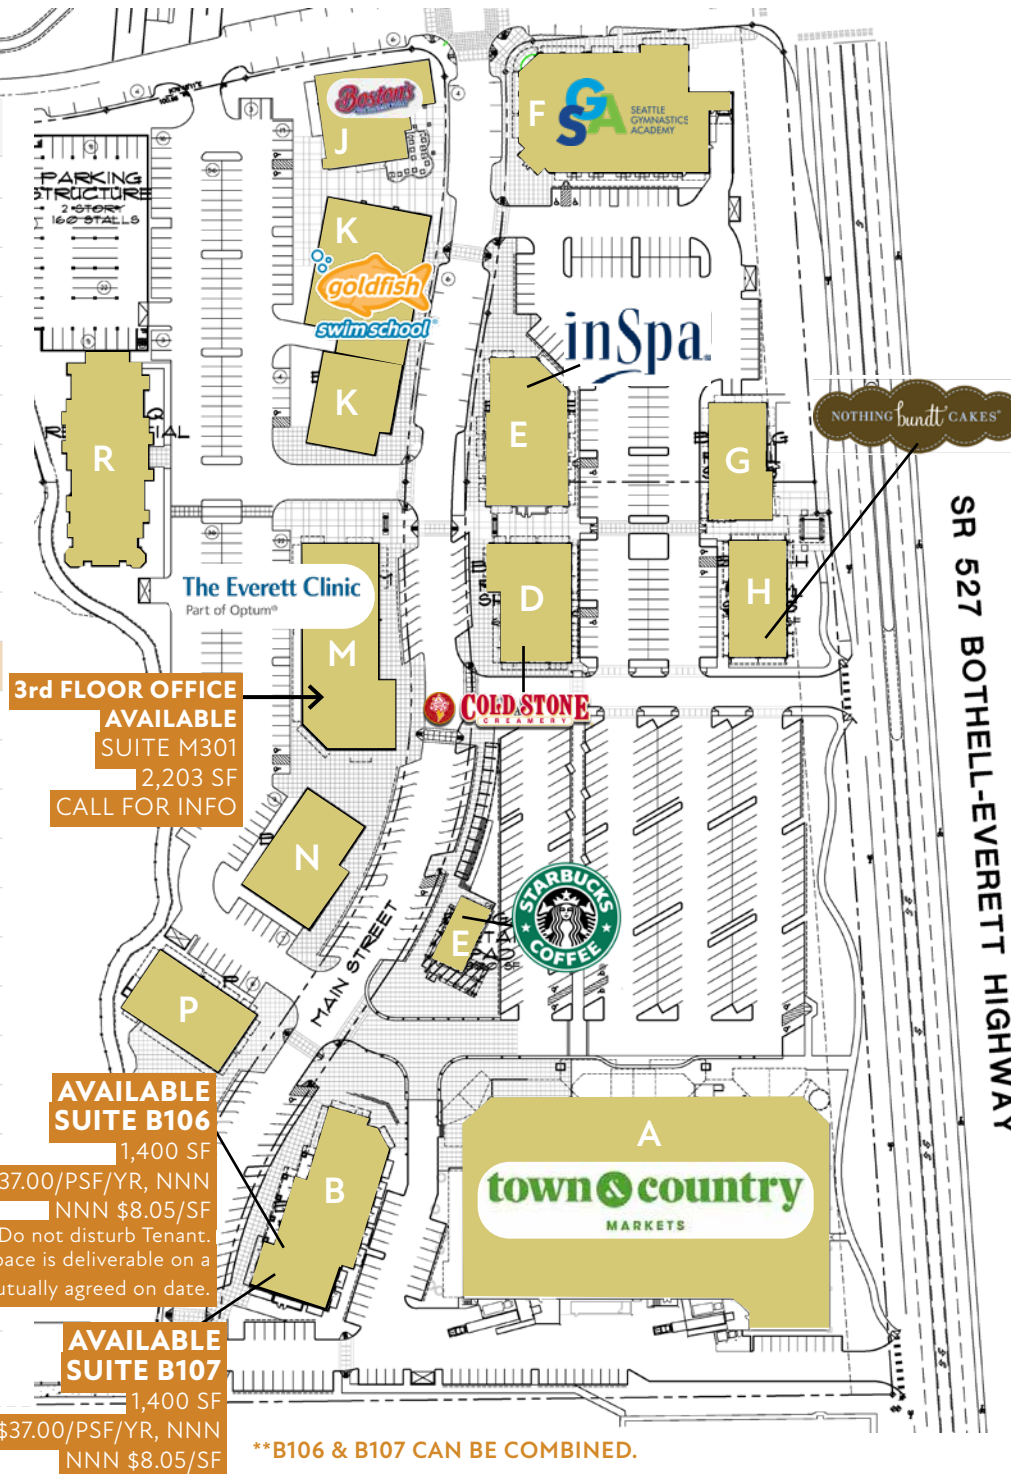 Boston's
J
F
SGA
SEATTLE
GYMNASTICS
ACADEMY
PARKING
STRUCTURE
2 STORY
160 STALLS
K
goldfish
swim school
inSpa
K
E
G
NOTHING bundt CAKES
R
The Everett Clinic
Part of Optum®
M
D
H
SR 527 BOTHELL-EVERETT HIGHWAY
3rd FLOOR OFFICE
AVAILABLE
SUITE M301
2,203 SF
CALL FOR INFO
COLD STONE
CREAMERY
N
STARBUCKS
COFFEE
E
MAIN STREET
P
AVAILABLE
SUITE B106
1,400 SF
37.00/PSF/YR, NNN
NNN $8.05/SF
Do not disturb Tenant.
pace is deliverable on a
utually agreed on date.
A
B
town & country
MARKETS
AVAILABLE
SUITE B107
1,400 SF
$37.00/PSF/YR, NNN
NNN $8.05/SF
**B106 & B107 CAN BE COMBINED.